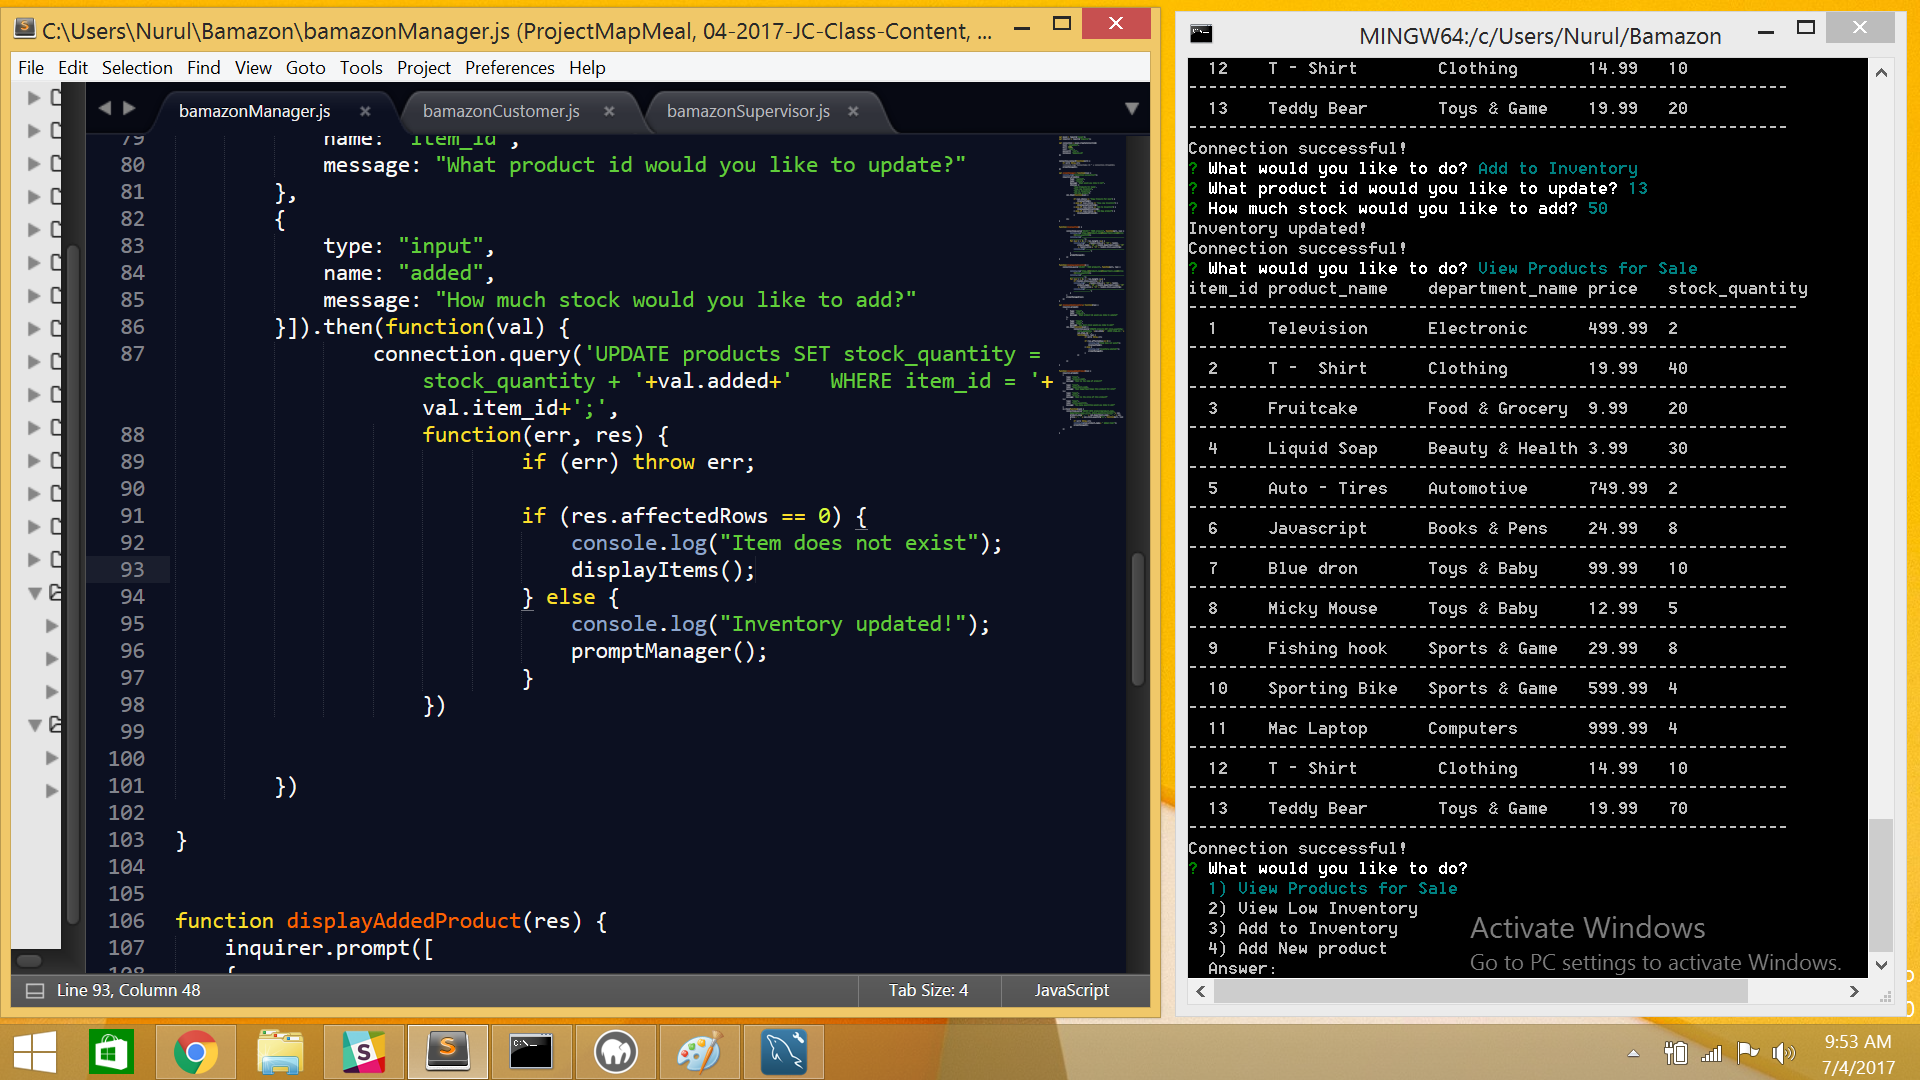 C:\Users\Nurul\Bamazon\bamazonManager.js (ProjectMapMeal, 04-2017-JC-Class-Content, ...
File Edit Selection Find View Goto Tools Project Preferences Help
bamazonManager.js × bamazonCustomer.js × bamazonSupervisor.js ×
79 name: "item_id",
80 message: "What product id would you like to update?"
81 },
82 {
83 type: "input",
84 name: "added",
85 message: "How much stock would you like to add?"
86 }]).then(function(val) {
87 connection.query('UPDATE products SET stock_quantity =
stock_quantity + '+val.added+'   WHERE item_id = '+
val.item_id+';',
88 function(err, res) {
89 if (err) throw err;
90
91 if (res.affectedRows == 0) {
92 console.log("Item does not exist");
93 displayItems();
94 } else {
95 console.log("Inventory updated!");
96 promptManager();
97 }
98 })
99
100
101 })
102
103 }
104
105
106 function displayAddedProduct(res) {
107 inquirer.prompt([
108 {
Line 93, Column 48 Tab Size: 4 JavaScript
MINGW64:/c/Users/Nurul/Bamazon
12 T - Shirt Clothing 14.99 10
------------------------------------------------------------
13 Teddy Bear Toys & Game 19.99 20
------------------------------------------------------------
Connection successful!
? What would you like to do? Add to Inventory
? What product id would you like to update? 13
? How much stock would you like to add? 50
Inventory updated!
Connection successful!
? What would you like to do? View Products for Sale
item_id product_name department_name price stock_quantity
-------------------------------------------------------------
1 Television Electronic 499.99 2
------------------------------------------------------------
2 T -  Shirt Clothing 19.99 40
------------------------------------------------------------
3 Fruitcake Food & Grocery 9.99 20
------------------------------------------------------------
4 Liquid Soap Beauty & Health 3.99 30
------------------------------------------------------------
5 Auto - Tires Automotive 749.99 2
------------------------------------------------------------
6 Javascript Books & Pens 24.99 8
------------------------------------------------------------
7 Blue dron Toys & Baby 99.99 10
------------------------------------------------------------
8 Micky Mouse Toys & Baby 12.99 5
------------------------------------------------------------
9 Fishing hook Sports & Game 29.99 8
------------------------------------------------------------
10 Sporting Bike Sports & Game 599.99 4
------------------------------------------------------------
11 Mac Laptop Computers 999.99 4
------------------------------------------------------------
12 T - Shirt Clothing 14.99 10
------------------------------------------------------------
13 Teddy Bear Toys & Game 19.99 70
------------------------------------------------------------
Connection successful!
? What would you like to do?
1) View Products for Sale
2) View Low Inventory
3) Add to Inventory
4) Add New product
Answer:
Activate Windows
Go to PC settings to activate Windows.
9:53 AM
7/4/2017